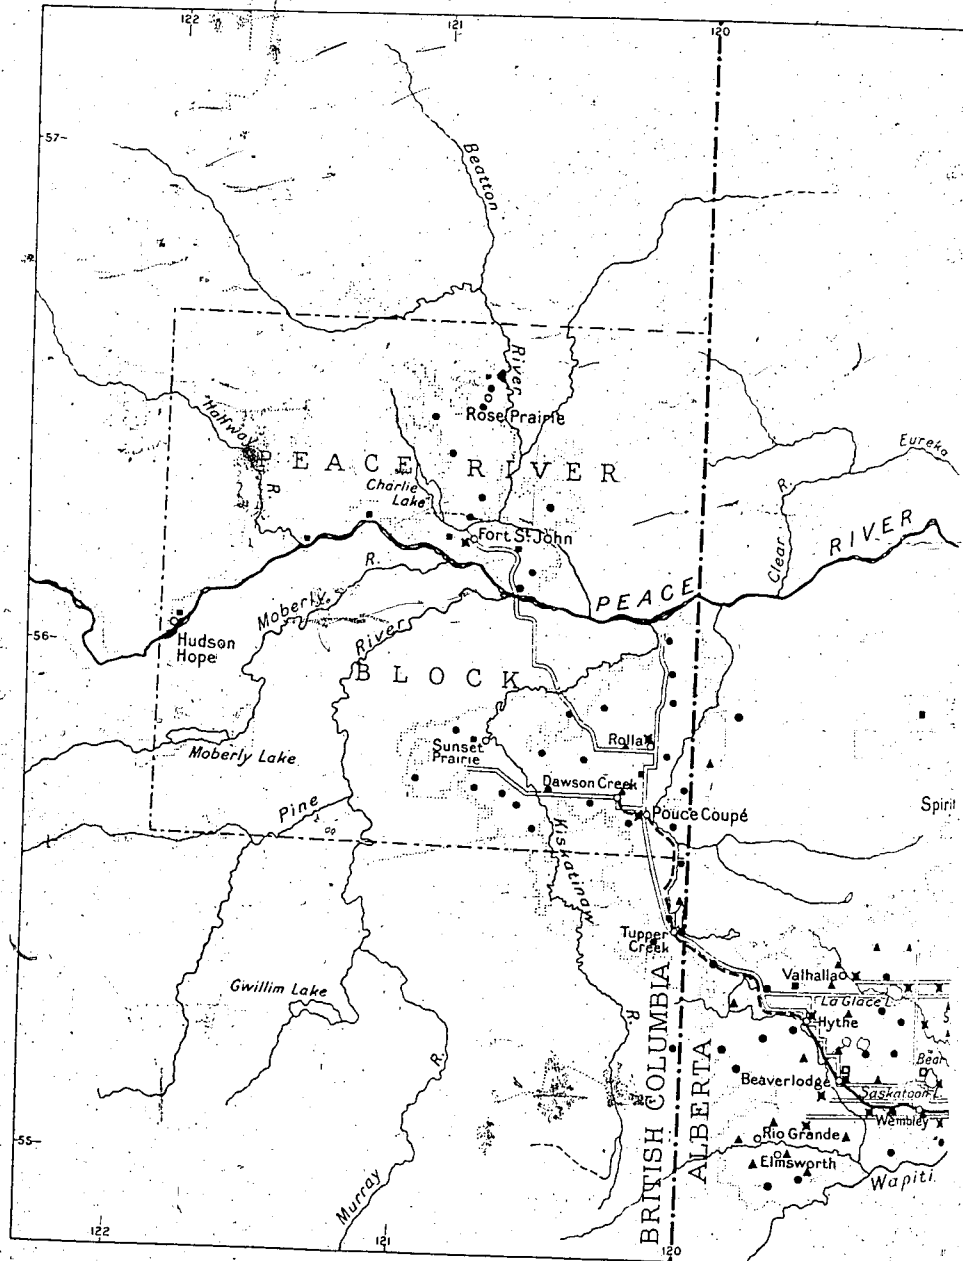 122
121
120
57
Beatton
River
Rose Prairie
Halfway
R.
PEACE RIVER
Charlie
Lake
Fort St. John
Eureka
Clear R.
PEACE RIVER
Moberly R.
River
56
Hudson
Hope
BLOCK
Moberly Lake
Sunset
Prairie
Rolla
Dawson Creek
Pouce Coupé
Spirit
Pine
Kiskatinaw
R.
Tupper
Creek
Gwillim Lake
Valhalla
La Glace L.
Hythe
Bear
Beaverlodge
Saskatoon L.
Wembley
Rio Grande
Elmsworth
Wapiti
55
Murray
R.
BRITISH COLUMBIA
ALBERTA
122
121
120